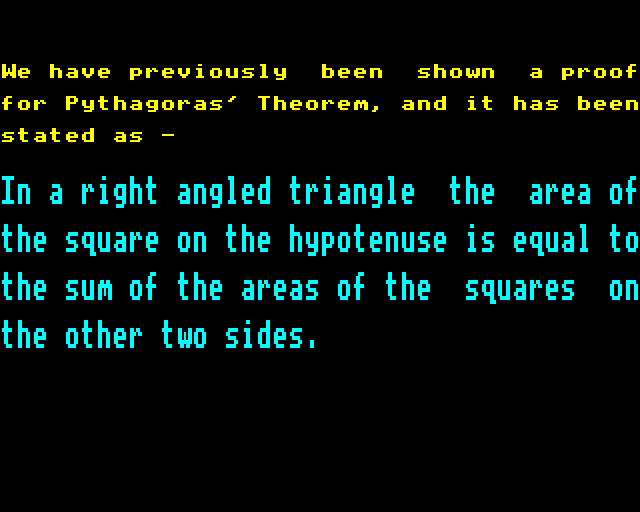 We have previously  been  shown  a proof
for Pythagoras’ Theorem, and it has been
stated as –
In a right angled triangle  the  area of
the square on the hypotenuse is equal to
the sum of the areas of the  squares  on
the other two sides.